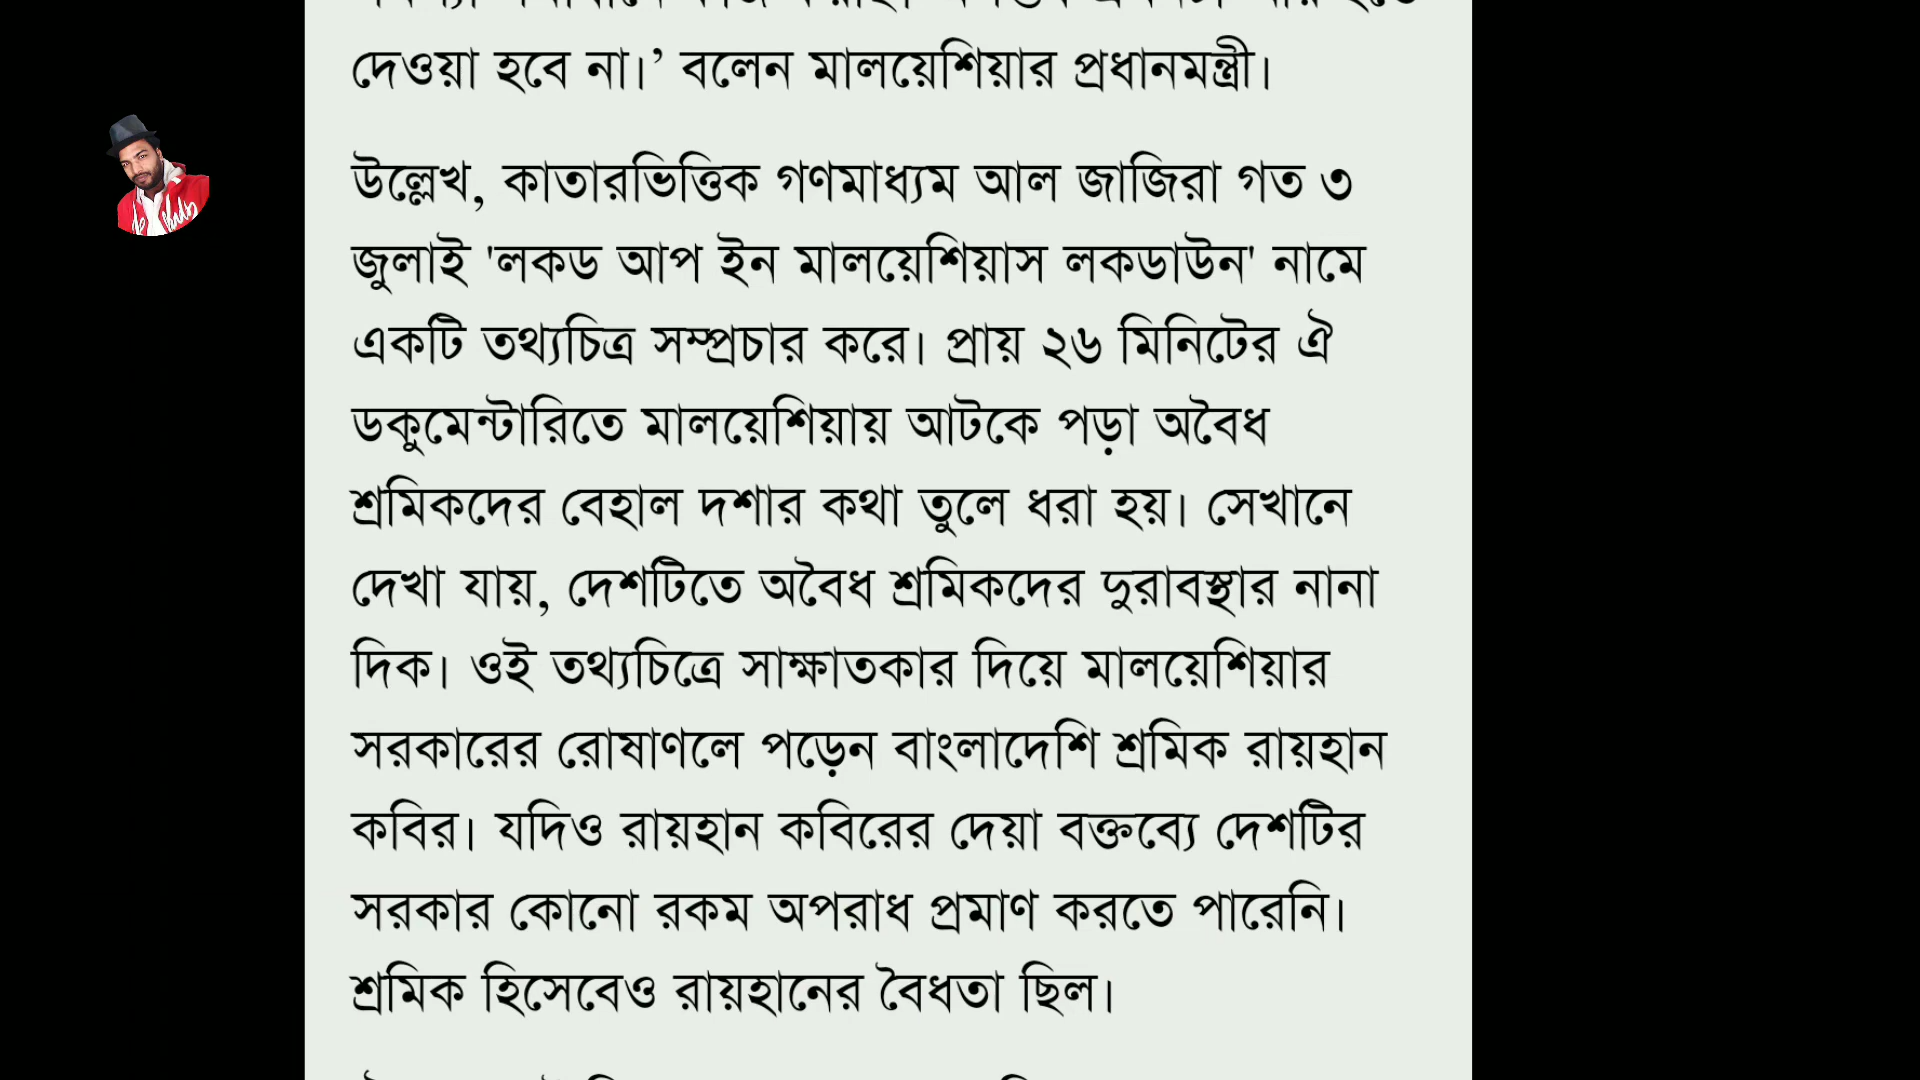 দেওয়া হবে না।’ বলেন মালয়েশিয়ার প্রধানমন্ত্রী।
উল্লেখ, কাতারভিত্তিক গণমাধ্যম আল জাজিরা গত ৩
জুলাই 'লকড আপ ইন মালয়েশিয়াস লকডাউন' নামে
একটি তথ্যচিত্র সম্প্রচার করে। প্রায় ২৬ মিনিটের ঐ
ডকুমেন্টারিতে মালয়েশিয়ায় আটকে পড়া অবৈধ
শ্রমিকদের বেহাল দশার কথা তুলে ধরা হয়। সেখানে
দেখা যায়, দেশটিতে অবৈধ শ্রমিকদের দুরাবস্থার নানা
দিক। ওই তথ্যচিত্রে সাক্ষাতকার দিয়ে মালয়েশিয়ার
সরকারের রোষাণলে পড়েন বাংলাদেশি শ্রমিক রায়হান
কবির। যদিও রায়হান কবিরের দেয়া বক্তব্যে দেশটির
সরকার কোনো রকম অপরাধ প্রমাণ করতে পারেনি।
শ্রমিক হিসেবেও রায়হানের বৈধতা ছিল।